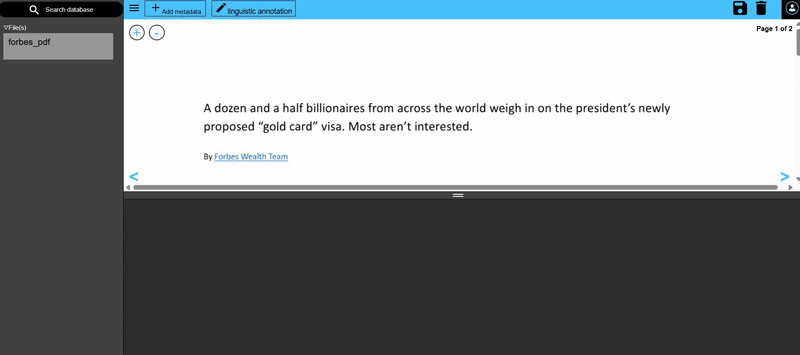 Search database
+ Add metadata
linguistic annotation
▽File(s)
forbes_pdf
+ -
Page 1 of 2
A dozen and a half billionaires from across the world weigh in on the president’s newly
proposed “gold card” visa. Most aren’t interested.
By Forbes Wealth Team
< >